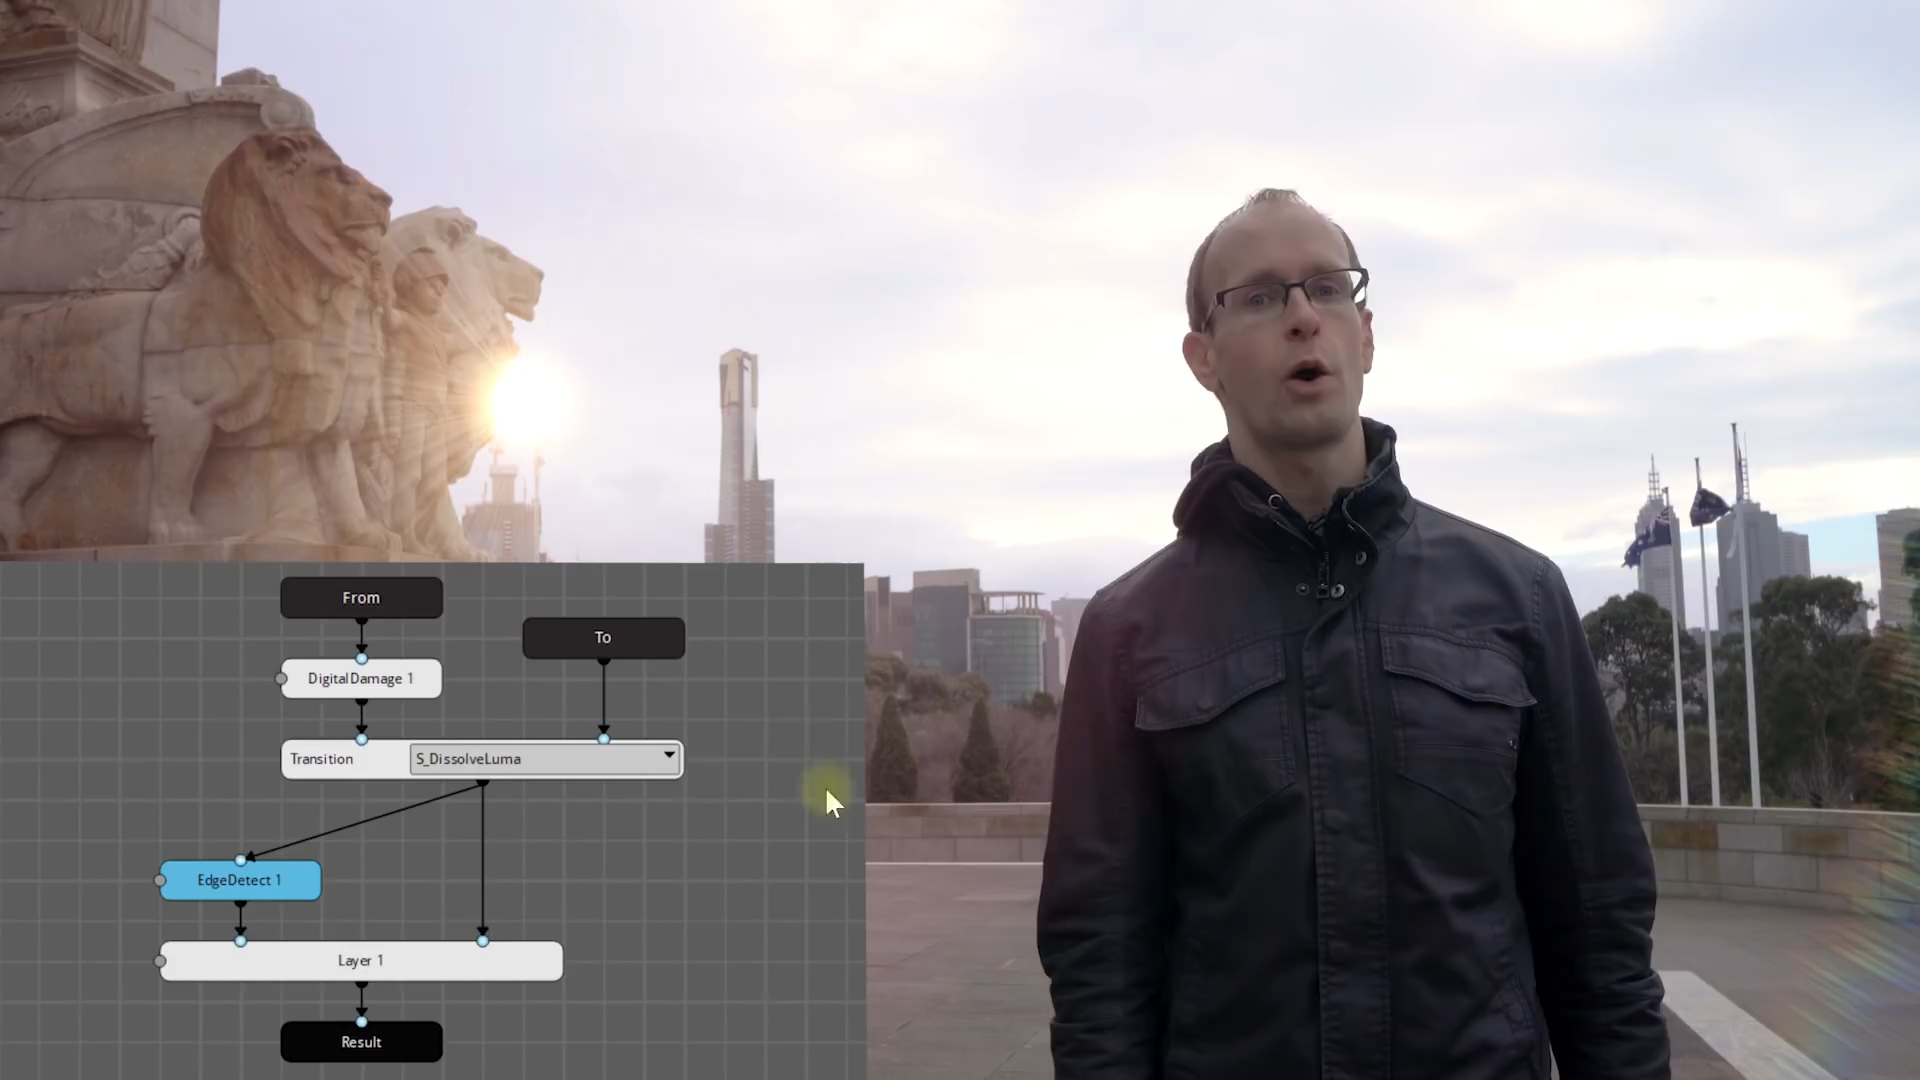 From
To
DigitalDamage 1
Transition S_DissolveLuma
EdgeDetect 1
Layer 1
Result